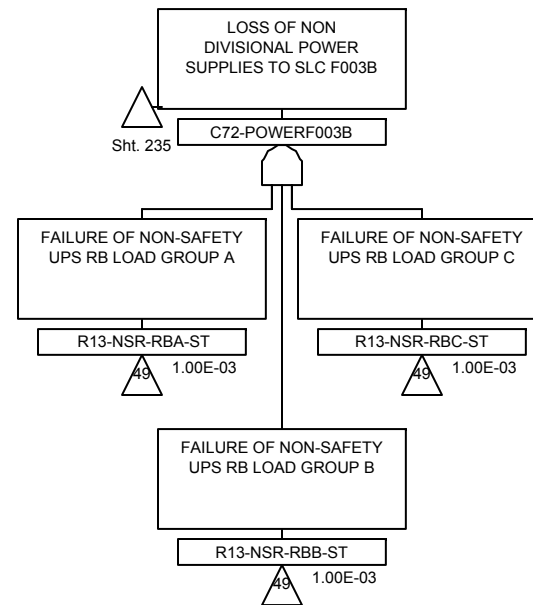 LOSS OF NON
DIVISIONAL POWER
SUPPLIES TO SLC F003B
C72-POWERF003B
Sht. 235
FAILURE OF NON-SAFETY
UPS RB LOAD GROUP A
R13-NSR-RBA-ST
49
1.00E-03
FAILURE OF NON-SAFETY
UPS RB LOAD GROUP C
R13-NSR-RBC-ST
49
1.00E-03
FAILURE OF NON-SAFETY
UPS RB LOAD GROUP B
R13-NSR-RBB-ST
49
1.00E-03